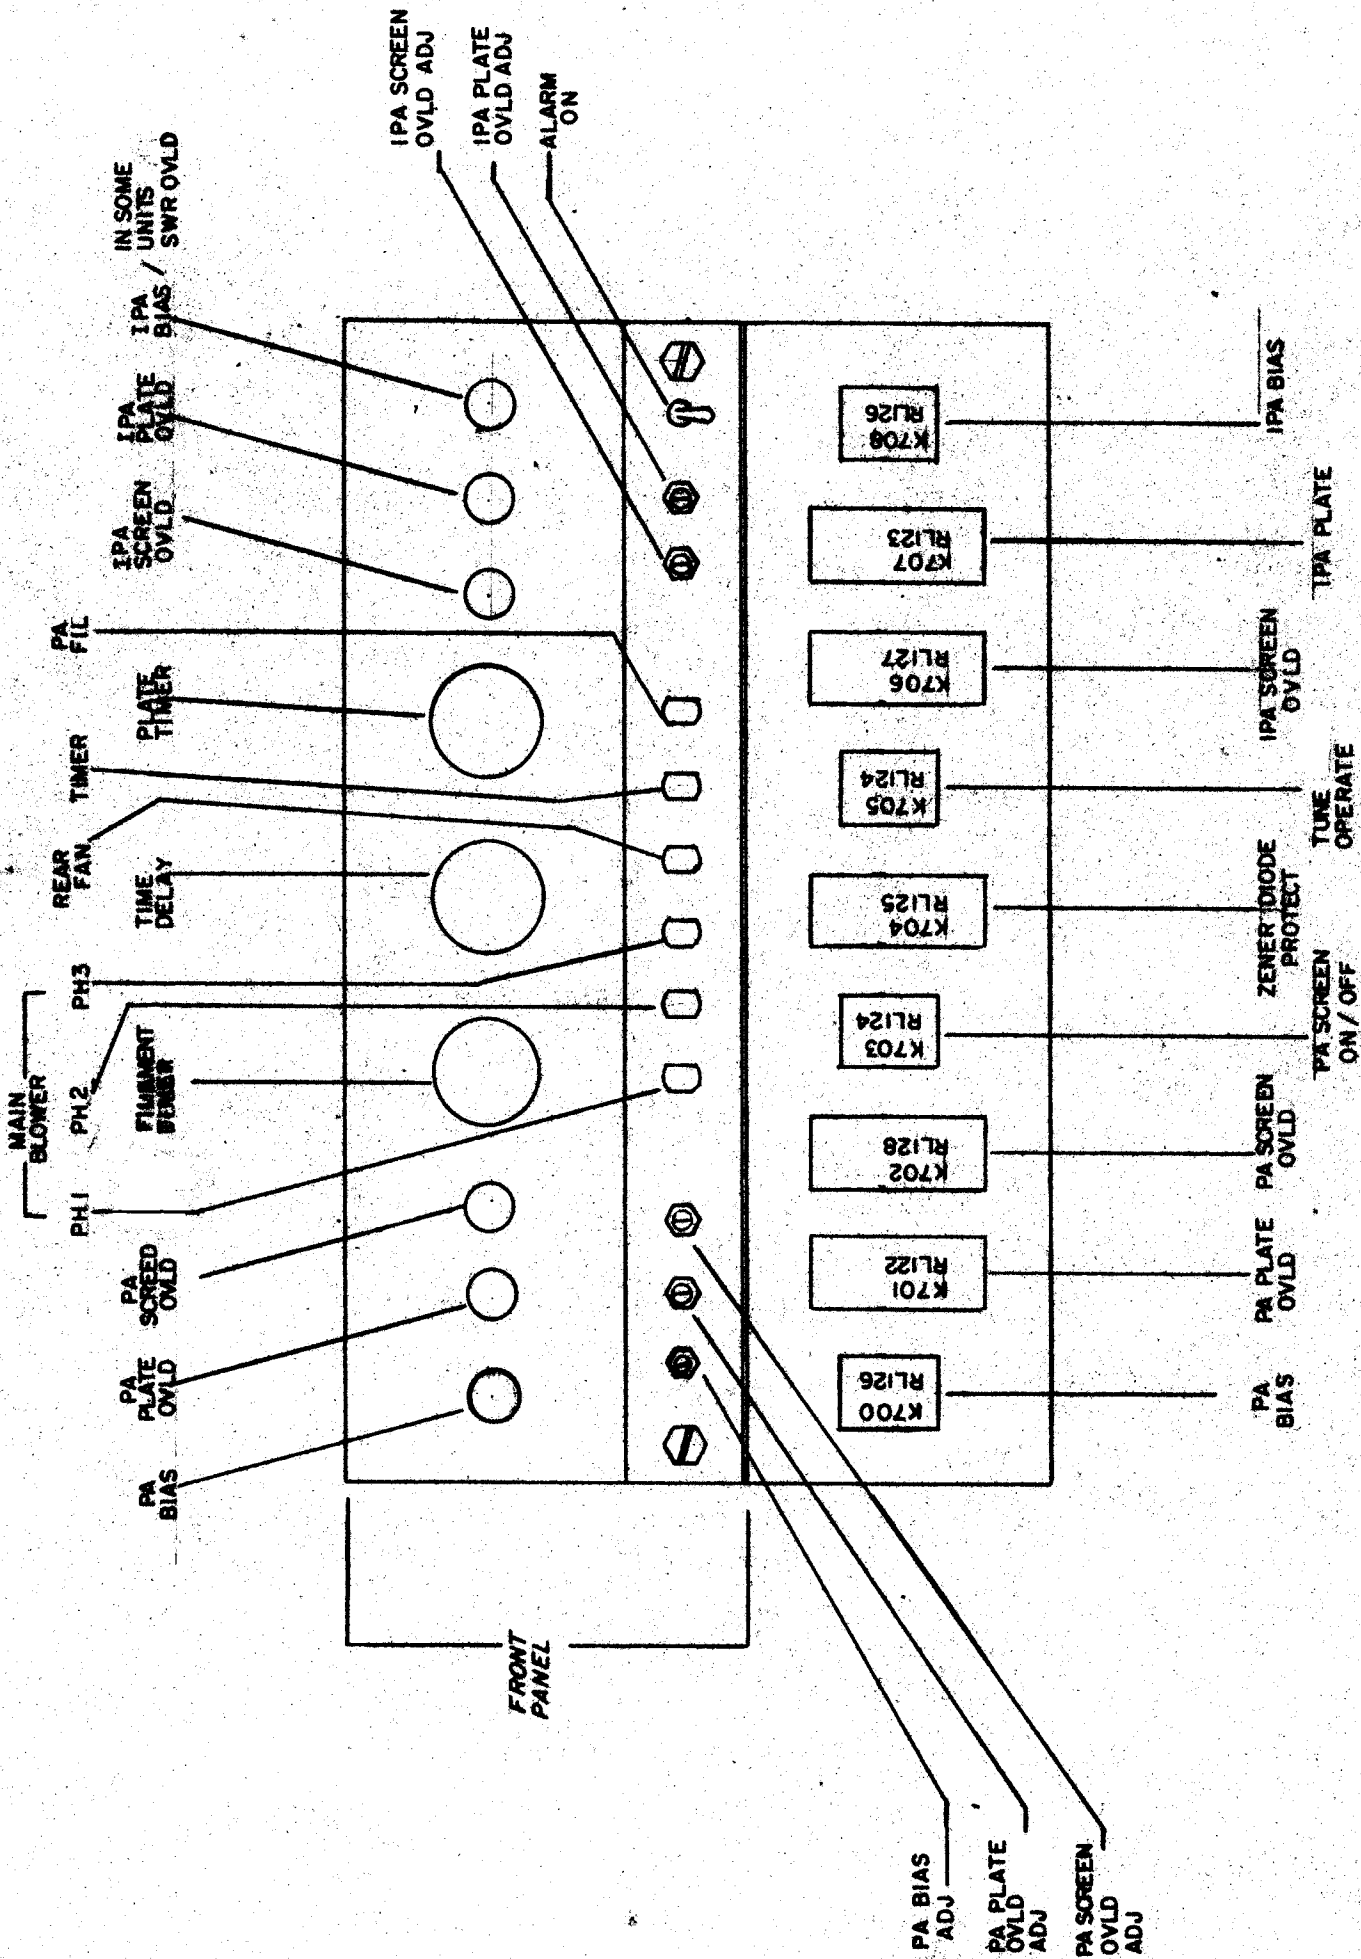 MAIN
BLOWER
PH.1
PH.2
PH3
REAR
FAN
TIMER
PA
FIL
PA
BIAS
PA
PLATE
OVLD
PA
SCREED
OVLD
TIME
DELAY
PLATE
TIMER
IPA
SCREEN
OVLD
IPA
PLATE
OVLD
IPA
BIAS /
IN SOME
UNITS
SWR OVLD
IPA SCREEN
OVLD ADJ
IPA PLATE
OVLD ADJ
ALARM
ON
FRONT
PANEL
K700
RL126
K701
RL122
K702
RL128
K703
RL124
K704
RL125
K705
RL124
K706
RL127
K707
RL123
K708
RL126
PA BIAS
ADJ
PA PLATE
OVLD
ADJ
PA SCREEN
OVLD
ADJ
PA
BIAS
PA PLATE
OVLD
PA SCREEN
OVLD
PA SCREEN
ON / OFF
ZENER DIODE
PROTECT
TUNE
OPERATE
IPA SCREEN
OVLD
IPA PLATE
IPA BIAS